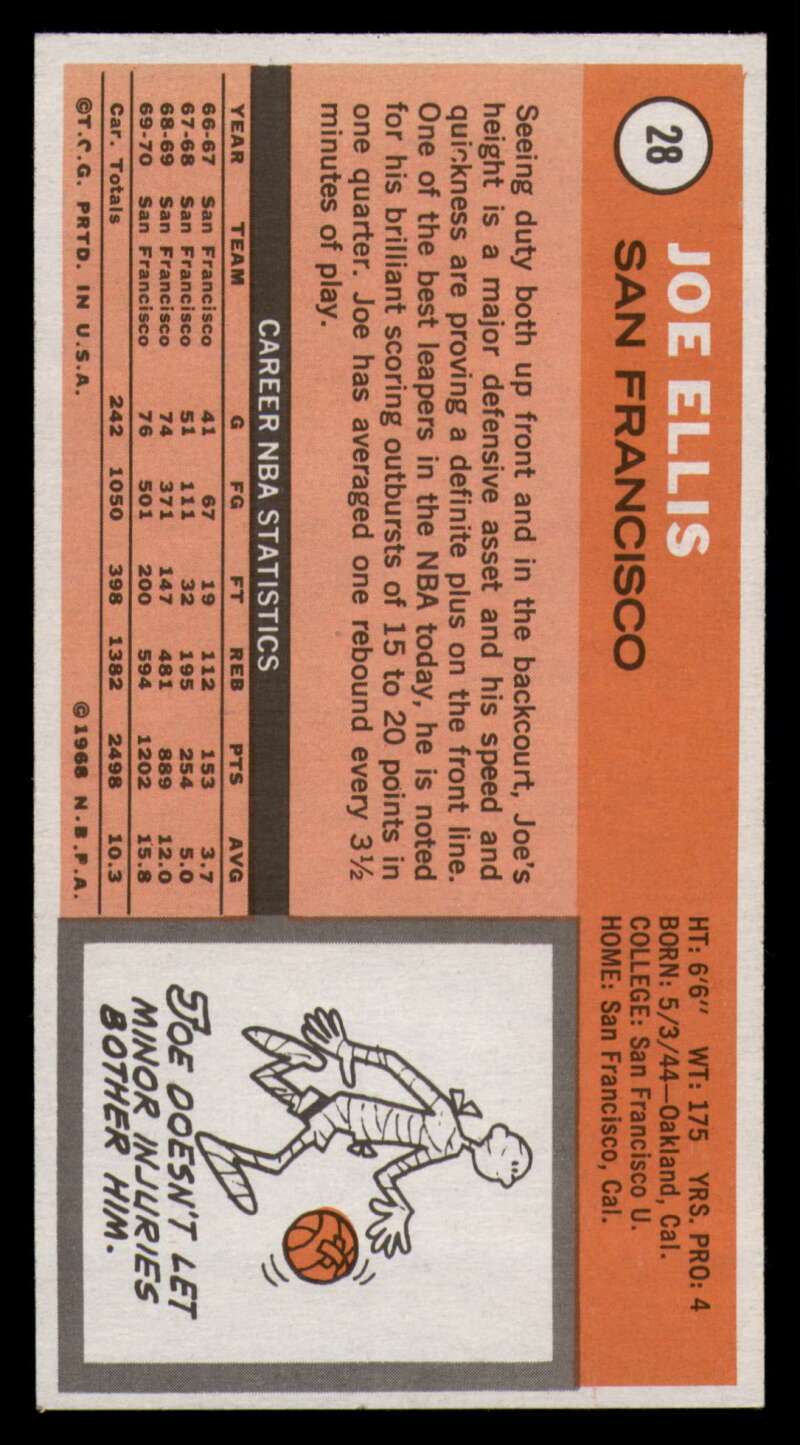 28
JOE ELLIS
SAN FRANCISCO
HT: 6'6" WT: 175 YRS. PRO: 4
BORN: 5/3/44—Oakland, Cal.
COLLEGE: San Francisco U.
HOME: San Francisco, Cal.
Seeing duty both up front and in the backcourt, Joe's
height is a major defensive asset and his speed and
quickness are proving a definite plus on the front line.
One of the best leapers in the NBA today, he is noted
for his brilliant scoring outbursts of 15 to 20 points in
one quarter. Joe has averaged one rebound every 3½
minutes of play.
CAREER NBA STATISTICS
YEAR TEAM G FG FT REB PTS AVG
66-67 San Francisco 41 67 19 112 153 3.7
67-68 San Francisco 51 111 32 195 254 5.0
68-69 San Francisco 74 371 147 481 889 12.0
69-70 San Francisco 76 501 200 594 1202 15.8
Car. Totals 242 1050 398 1382 2498 10.3
©T.C.G. PRTD. IN U.S.A. ©1968 N.B.P.A.
JOE DOESN'T LET
MINOR INJURIES
BOTHER HIM.